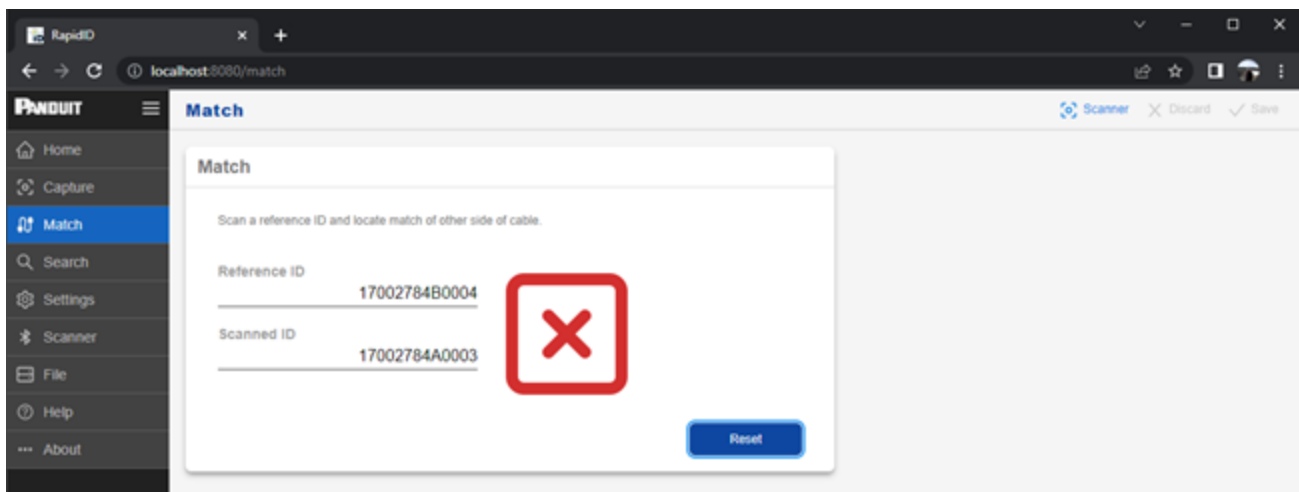 RapidID
localhost:8080/match
PANDUIT
Match
Scanner Discard Save
Home
Capture
Match
Search
Settings
Scanner
File
Help
About
Match
Scan a reference ID and locate match of other side of cable.
Reference ID
17002784B0004
Scanned ID
17002784A0003
Reset